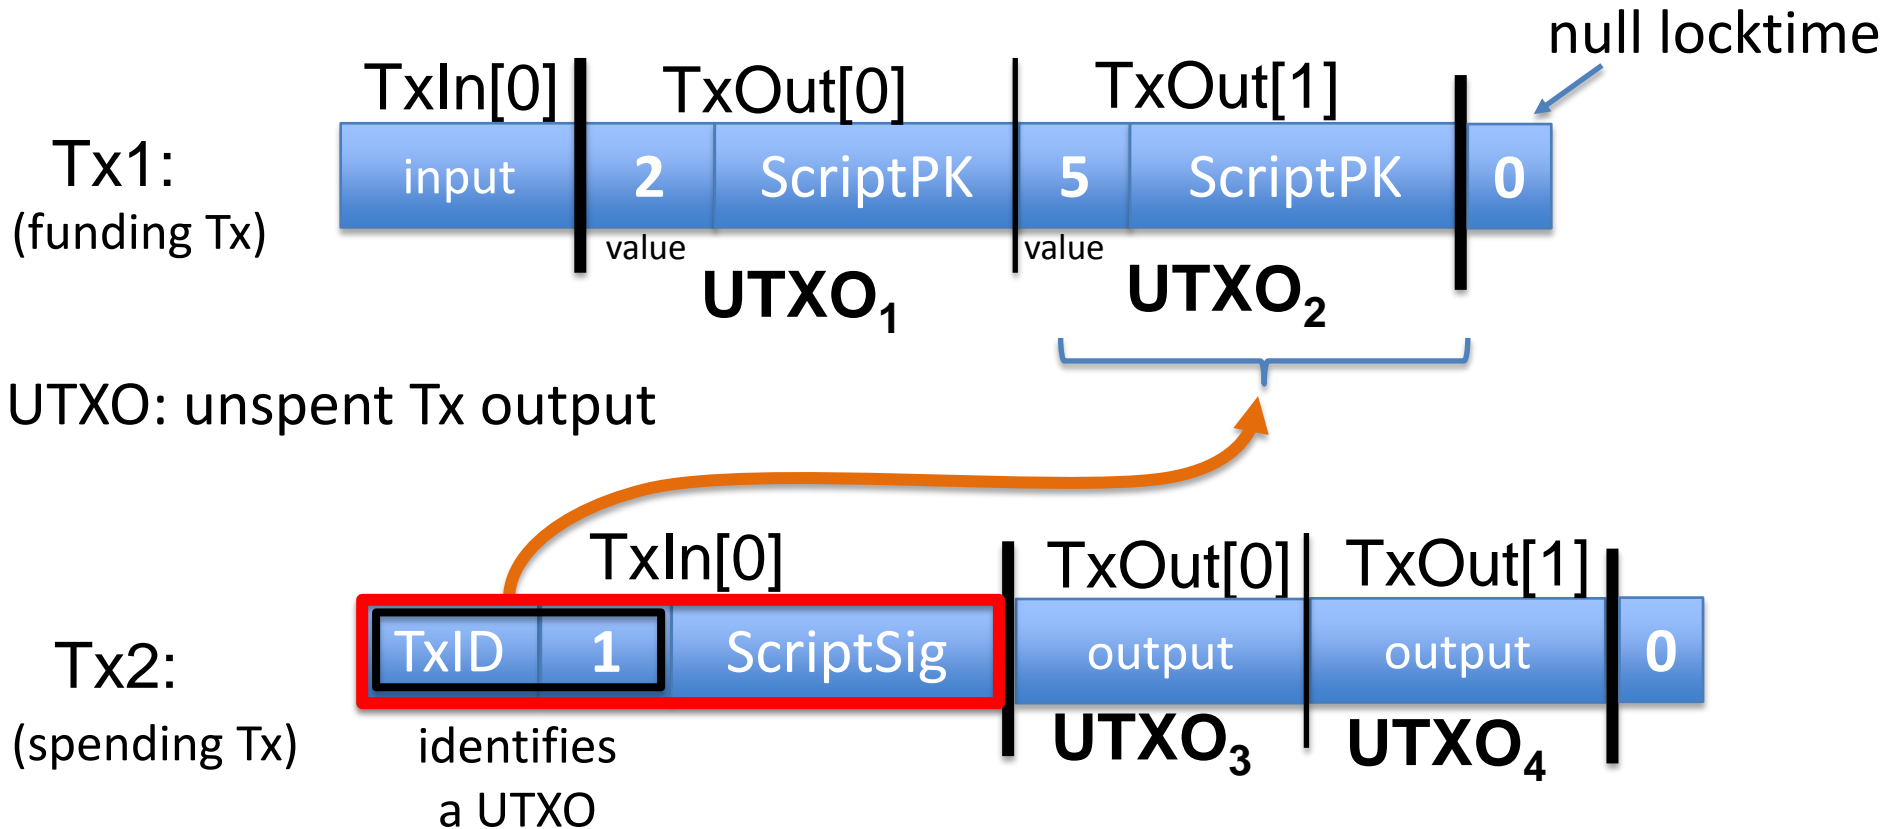 null locktime
TxIn[0] TxOut[0] TxOut[1]
Tx1: input 2 ScriptPK 5 ScriptPK 0
(funding Tx) value value
UTXO1 UTXO2
UTXO: unspent Tx output
TxIn[0] TxOut[0] TxOut[1]
Tx2: TxID 1 ScriptSig output output 0
(spending Tx) identifies UTXO3 UTXO4
a UTXO